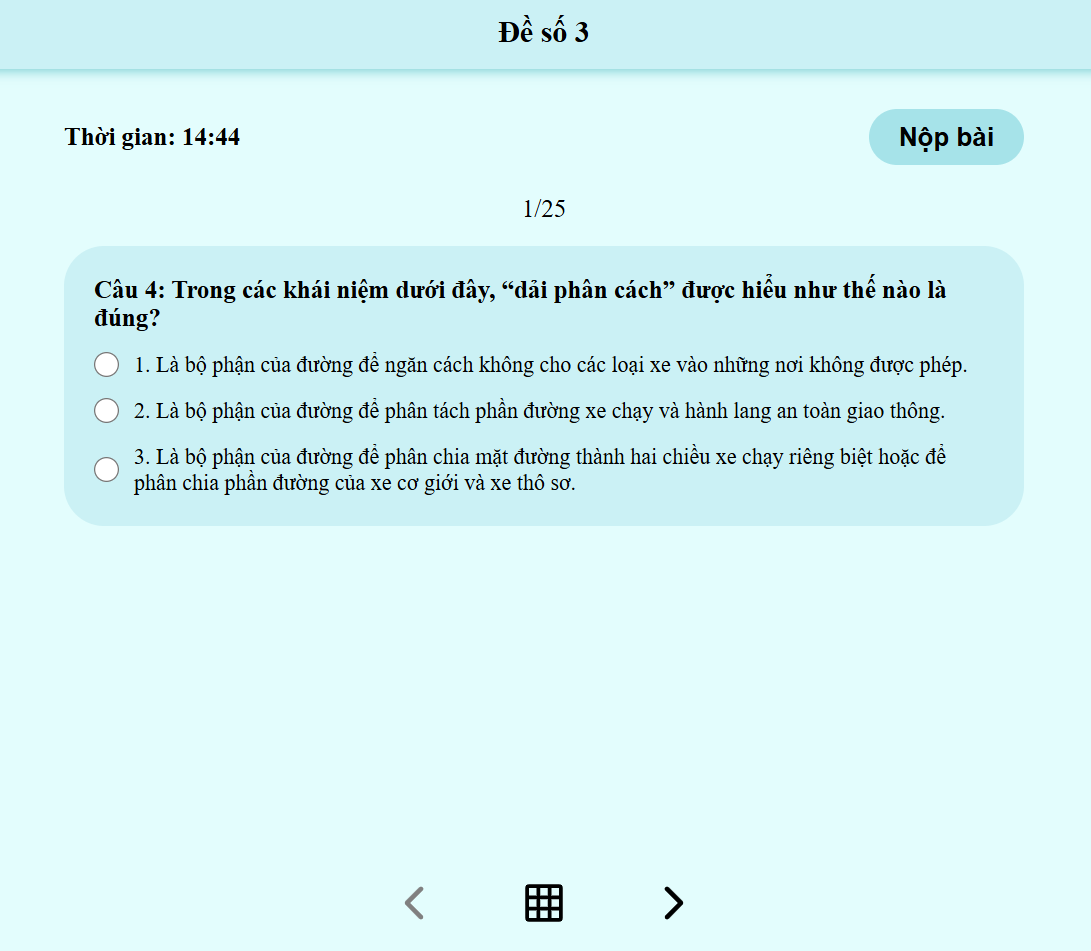 Đề số 3
Thời gian: 14:44
Nộp bài
1/25
Câu 4: Trong các khái niệm dưới đây, “dải phân cách” được hiểu như thế nào là
đúng?
1. Là bộ phận của đường để ngăn cách không cho các loại xe vào những nơi không được phép.
2. Là bộ phận của đường để phân tách phần đường xe chạy và hành lang an toàn giao thông.
3. Là bộ phận của đường để phân chia mặt đường thành hai chiều xe chạy riêng biệt hoặc để
phân chia phần đường của xe cơ giới và xe thô sơ.